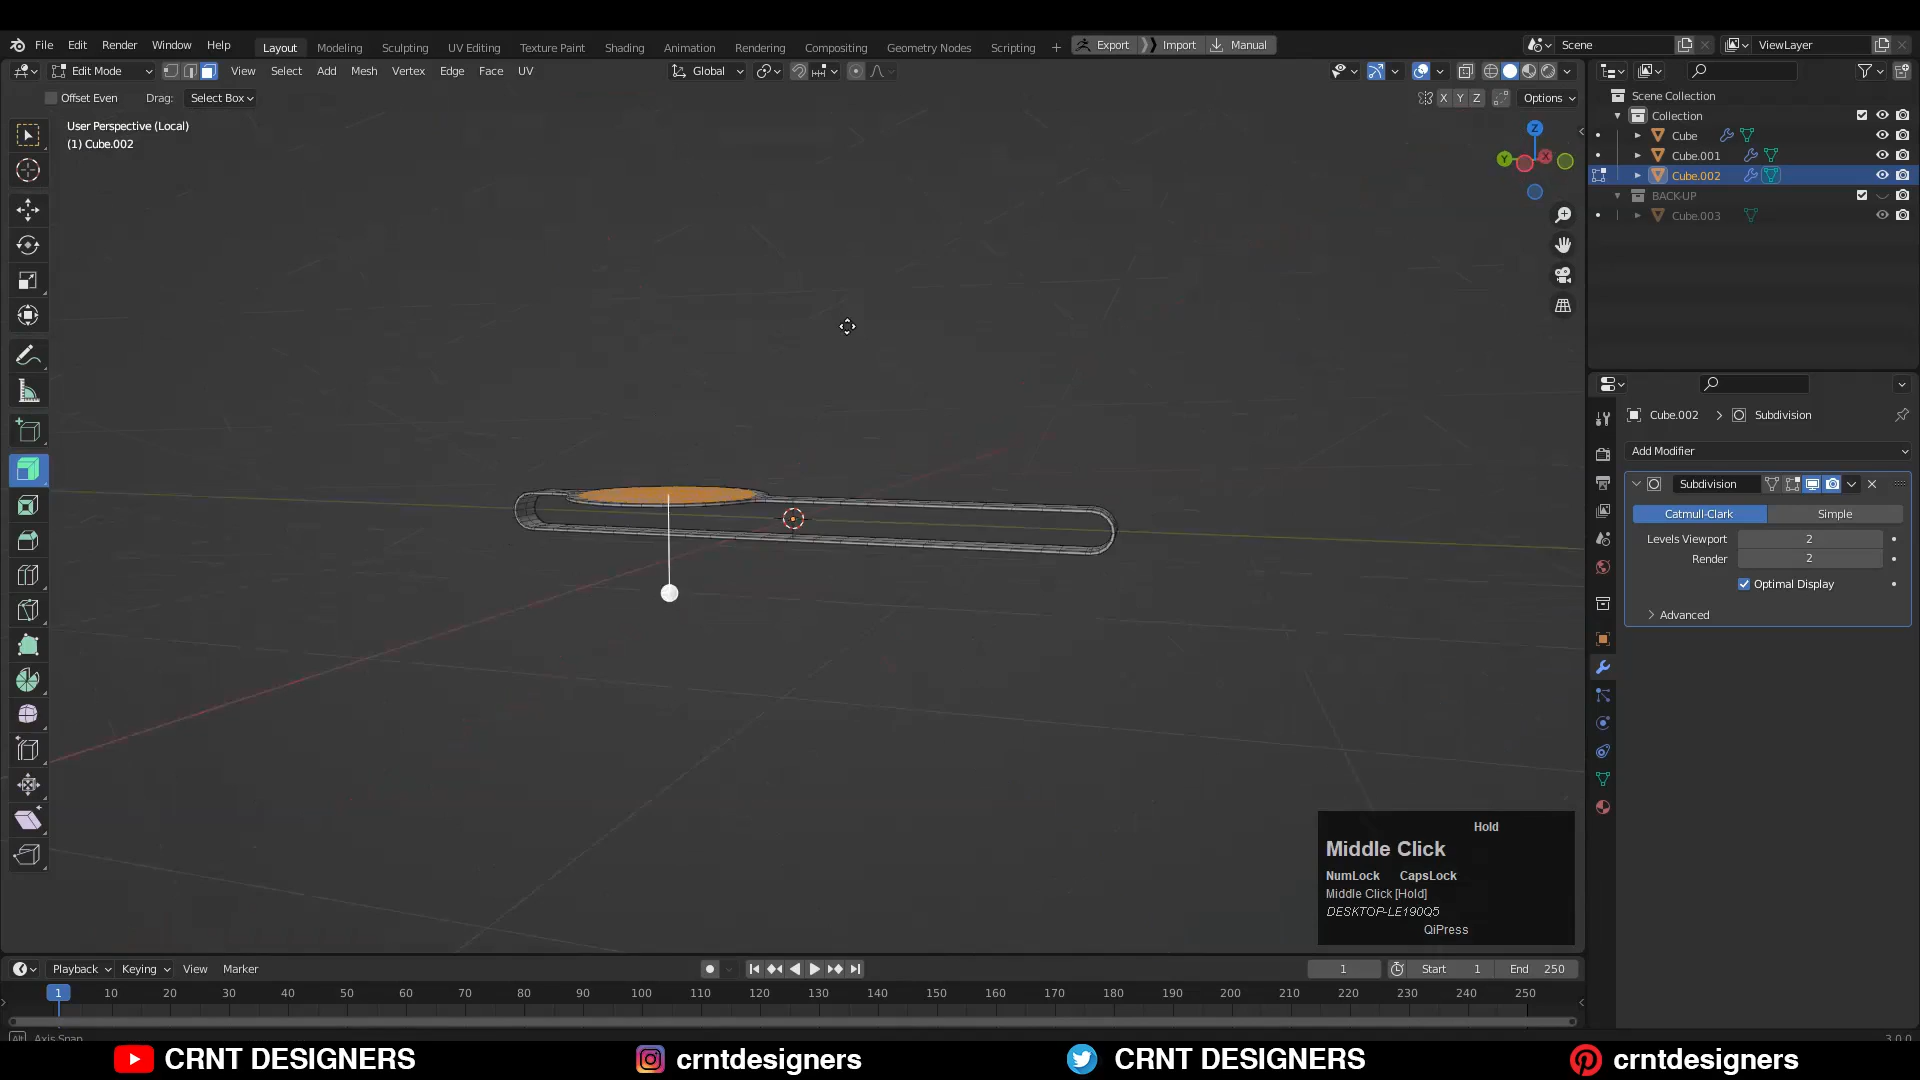 File Edit Render Window Help Layout Modeling Sculpting UV Editing Texture Paint Shading Animation Rendering Compositing Geometry Nodes Scripting + Export Import Manual Scene ViewLayer
Edit Mode View Select Add Mesh Vertex Edge Face UV Global
Offset Even Drag: Select Box X Y Z Options
User Perspective (Local)
(1) Cube.002
Z
Y X
Scene Collection
Collection
Cube
Cube.001
Cube.002
BACK-UP
Cube.003
Cube.002 > Subdivision
Add Modifier
Subdivision
Catmull-Clark Simple
Levels Viewport 2
Render 2
Optimal Display
Advanced
Hold
Middle Click
NumLock CapsLock
Middle Click [Hold]
DESKTOP-LE190Q5
QiPress
Playback Keying View Marker 1 Start 1 End 250
1 10 20 30 40 50 60 70 80 90 100 110 120 130 140 150 160 170 180 190 200 210 220 230 240 250
Alt Axis Snap 3.0.0
CRNT DESIGNERS crntdesigners CRNT DESIGNERS crntdesigners